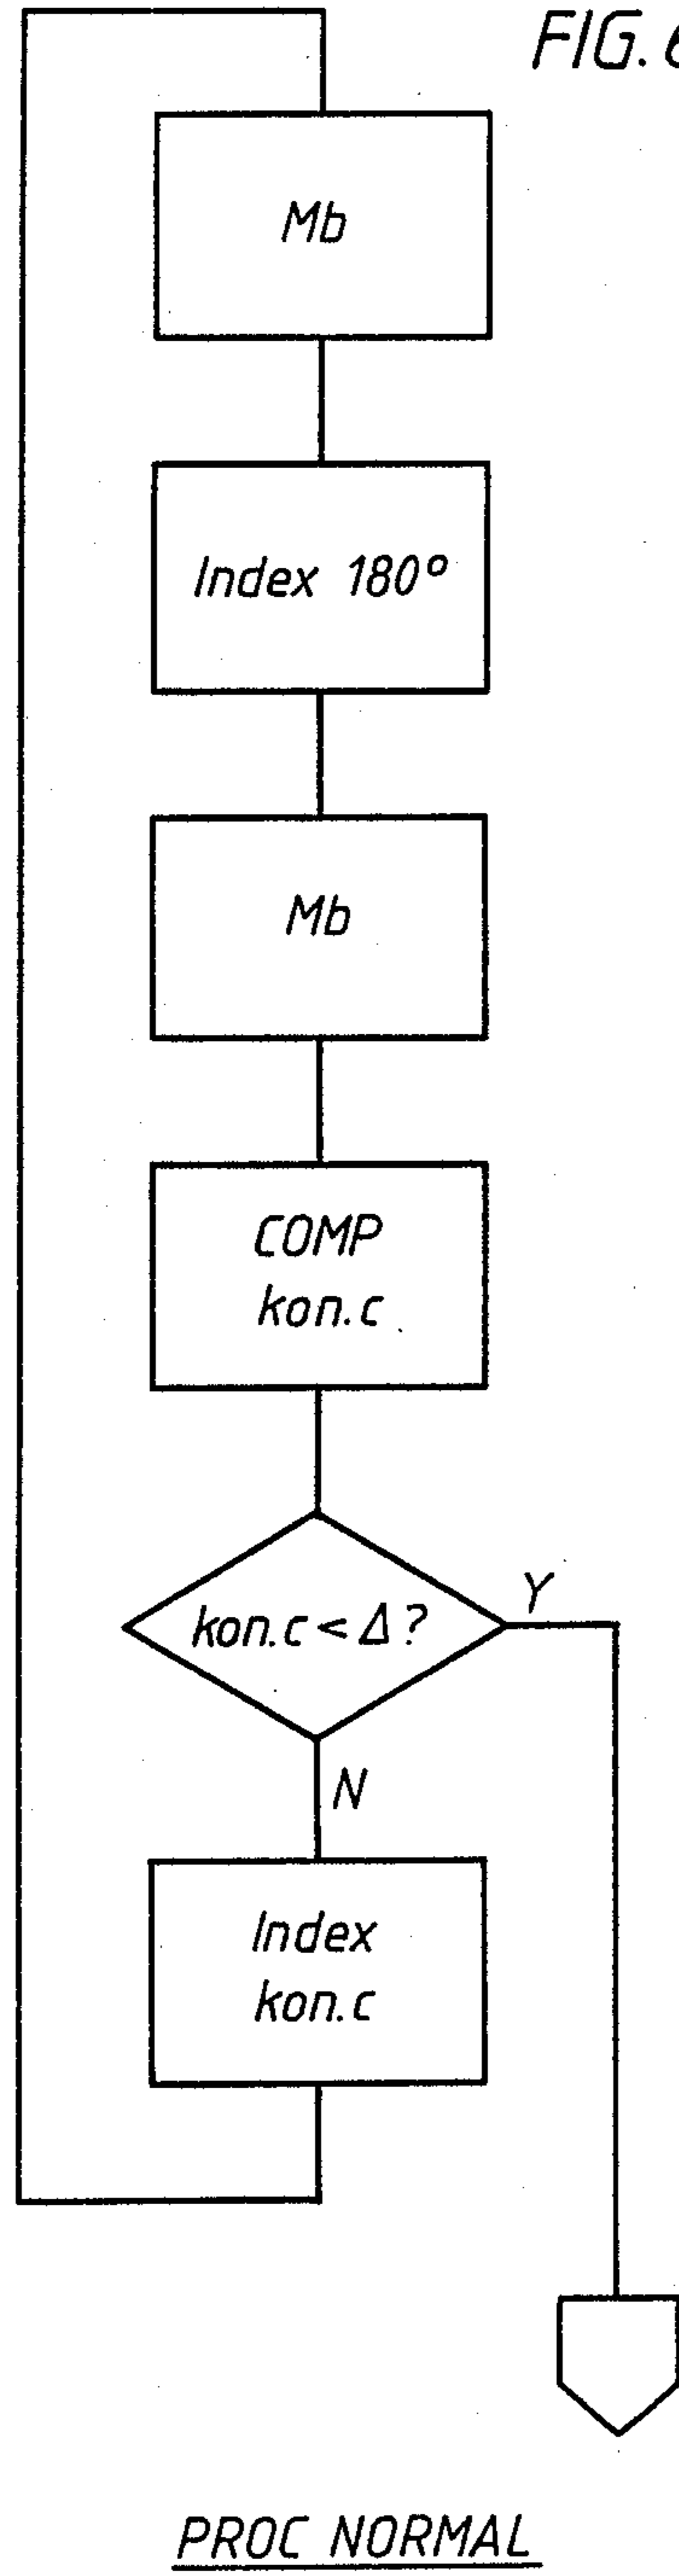 FIG. 6
Mb
Index 180°
Mb
COMP
kon.c
kon.c < Δ ?
Y
N
Index
kon.c
PROC NORMAL